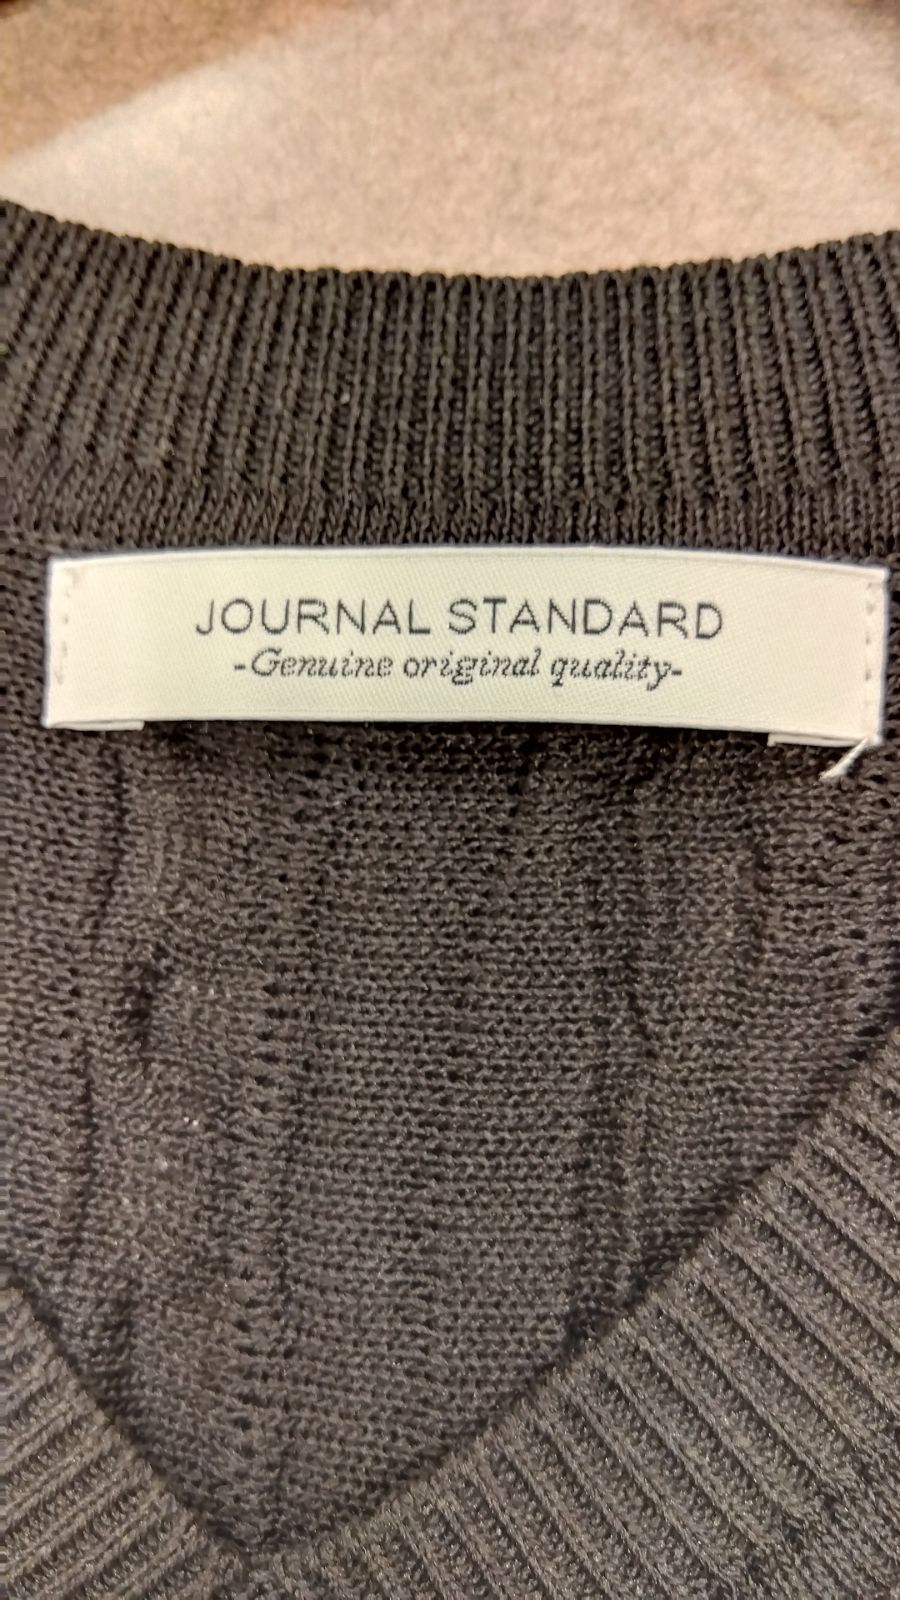 JOURNAL STANDARD
-Genuine original quality-